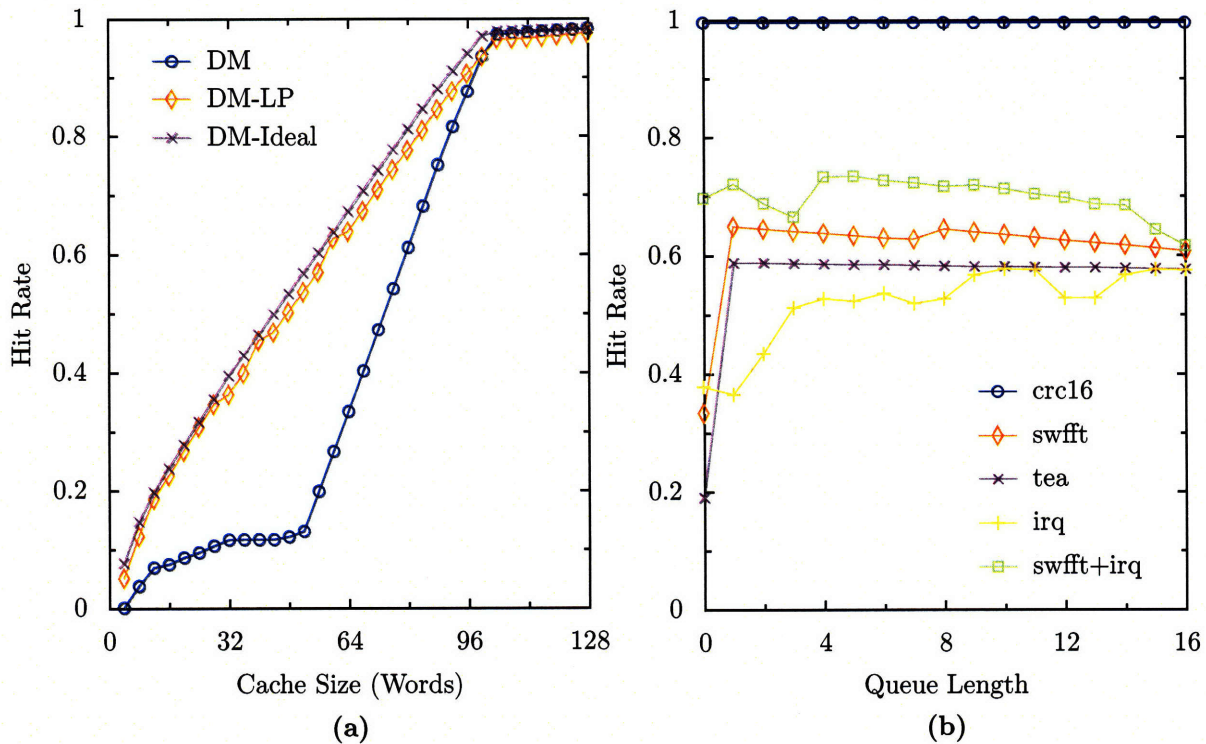 1
0.8
0.6
0.4
0.2
0
Hit Rate
DM
DM-LP
DM-Ideal
0 32 64 96 128
Cache Size (Words)
(a)
1
0.8
0.6
0.4
0.2
0
Hit Rate
crc16
swfft
tea
irq
swfft+irq
0 4 8 12 16
Queue Length
(b)